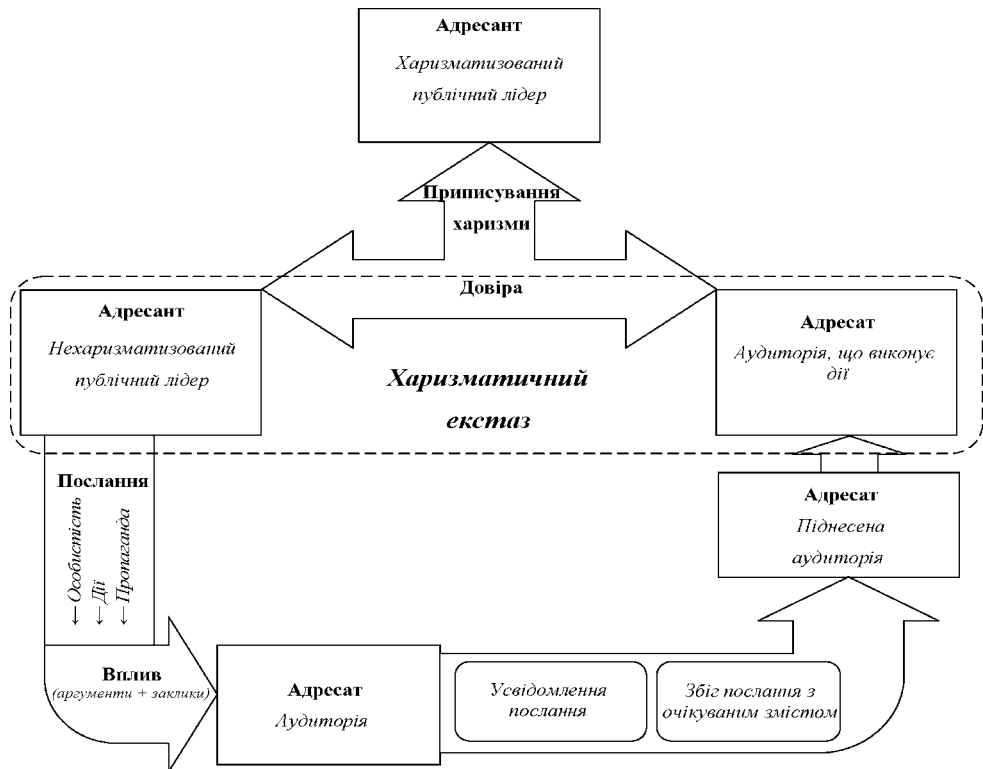 Адресант
Харизматизований
публічний лідер
Приписування
харизми
Довіра
Адресант
Нехаризматизований
публічний лідер
Харизматичний
екстаз
Адресат
Аудиторія, що виконує
дії
Послання
← Особистість
← Дії
← Пропаганда
Адресат
Піднесена
аудиторія
Вплив
(аргументи + заклики)
Адресат
Аудиторія
Усвідомлення
послання
Збіг послання з
очікуваним змістом